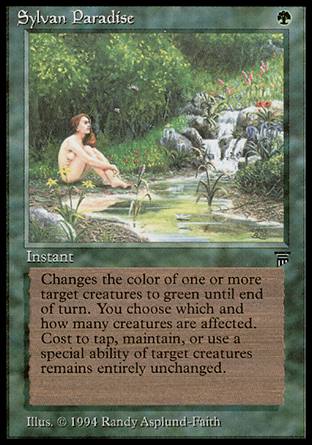 Sylvan Paradise
Instant
Changes the color of one or more
target creatures to green until end
of turn. You choose which and
how many creatures are affected.
Cost to tap, maintain, or use a
special ability of target creatures
remains entirely unchanged.
Illus. © 1994 Randy Asplund-Faith